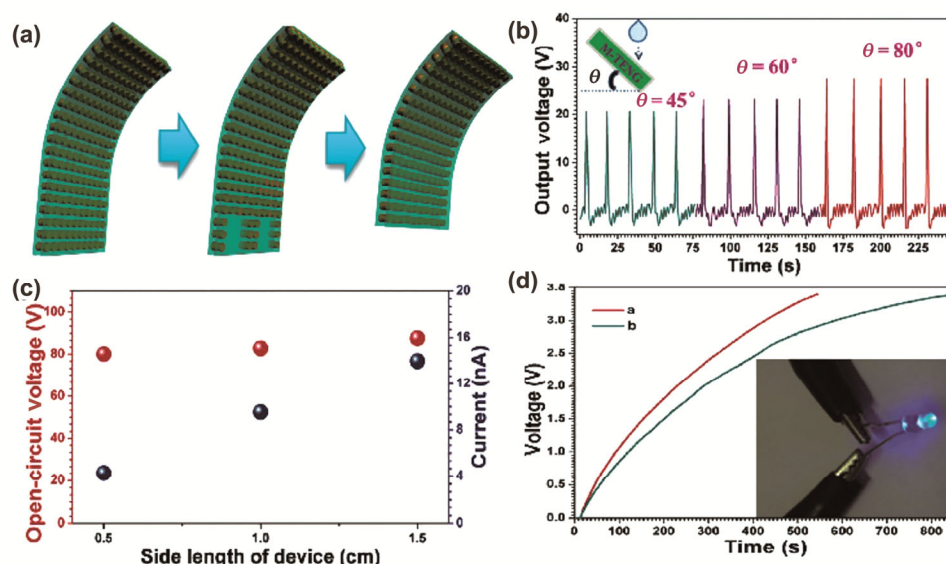 (a)
(b)
Output voltage (V)
40
30
20
10
0
M-TENG
θ
θ = 45°
θ = 60°
θ = 80°
0 25 50 75 100 125 150 175 200 225
Time (s)
(c)
Open-circuit voltage (V)
100
80
60
40
20
0
Current (nA)
20
16
12
8
4
0
0.5 1.0 1.5
Side length of device (cm)
(d)
Voltage (V)
3.8
3.3
2.5
2.0
1.5
1.0
0.5
0.0
a
b
0 100 200 300 400 500 600 700 800
Time (s)